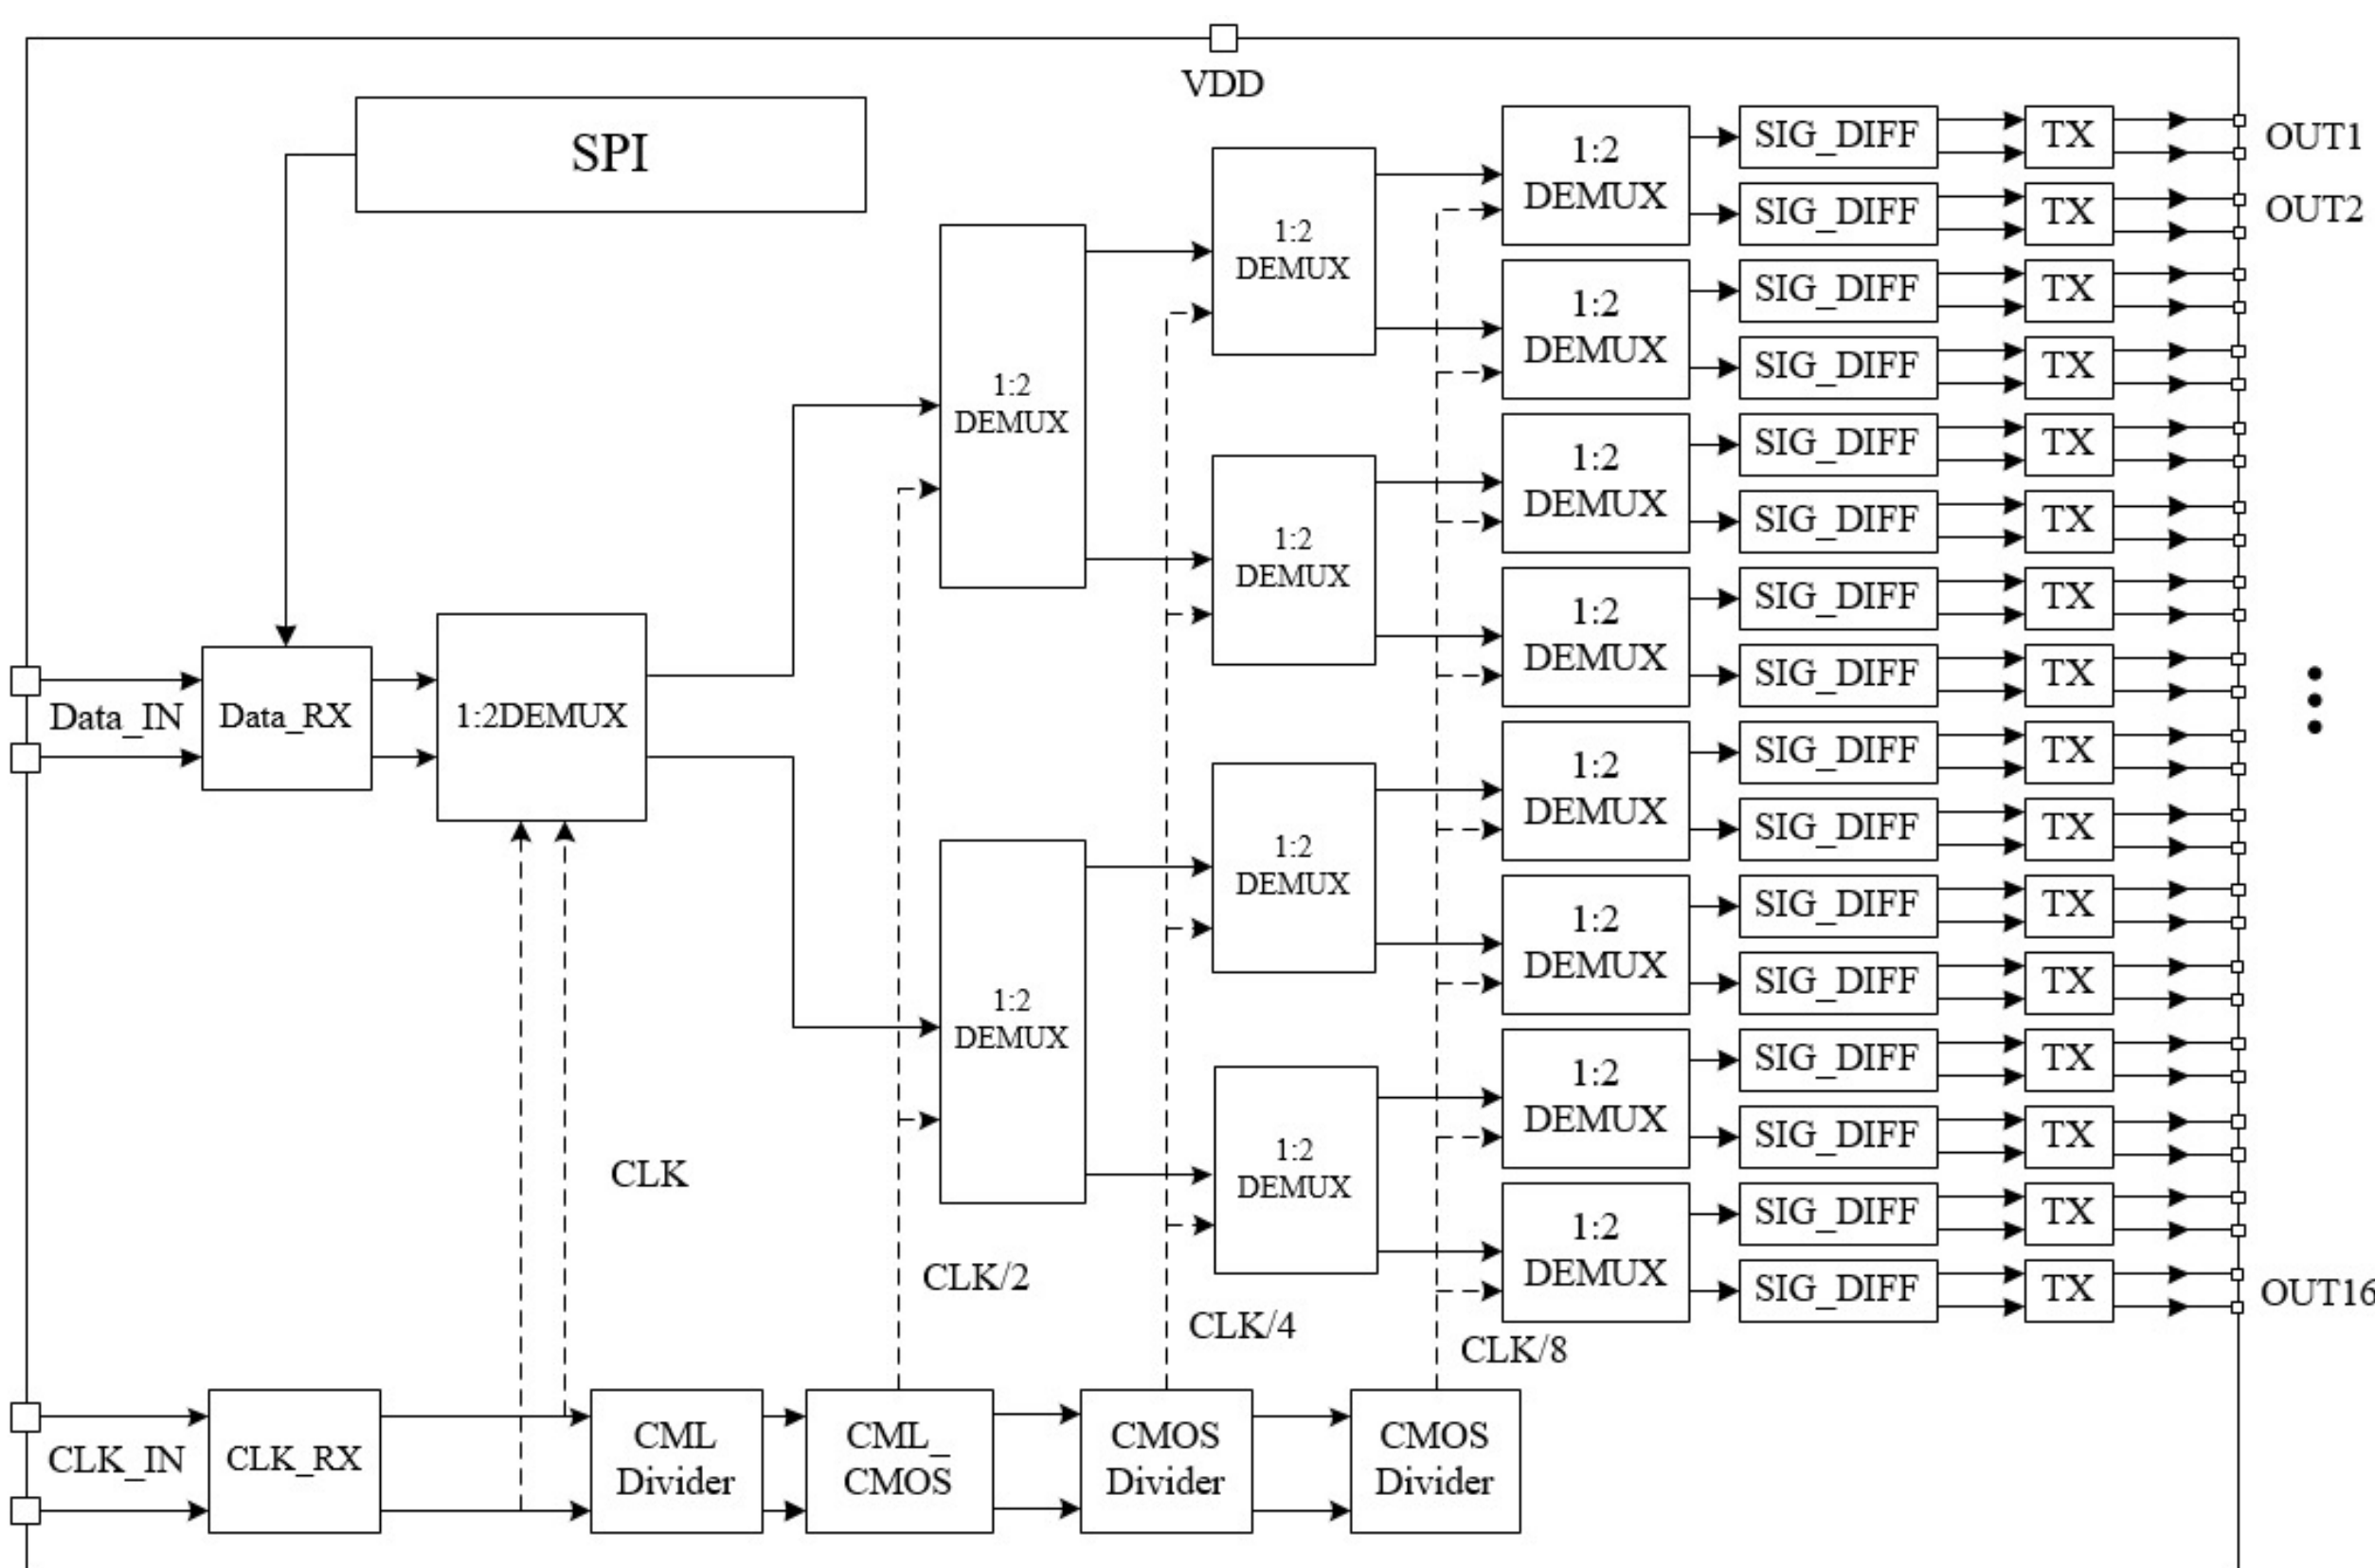 VDD
SPI
Data_IN
Data_RX
1:2DEMUX
1:2
DEMUX
1:2
DEMUX
1:2
DEMUX
1:2
DEMUX
1:2
DEMUX
1:2
DEMUX
1:2
DEMUX
1:2
DEMUX
1:2
DEMUX
1:2
DEMUX
1:2
DEMUX
1:2
DEMUX
1:2
DEMUX
1:2
DEMUX
SIG_DIFF
TX
OUT1
SIG_DIFF
TX
OUT2
SIG_DIFF
TX
SIG_DIFF
TX
SIG_DIFF
TX
SIG_DIFF
TX
SIG_DIFF
TX
SIG_DIFF
TX
SIG_DIFF
TX
SIG_DIFF
TX
SIG_DIFF
TX
SIG_DIFF
TX
SIG_DIFF
TX
SIG_DIFF
TX
SIG_DIFF
TX
SIG_DIFF
TX
OUT16
CLK
CLK/2
CLK/4
CLK/8
CLK_IN
CLK_RX
CML
Divider
CML_
CMOS
CMOS
Divider
CMOS
Divider